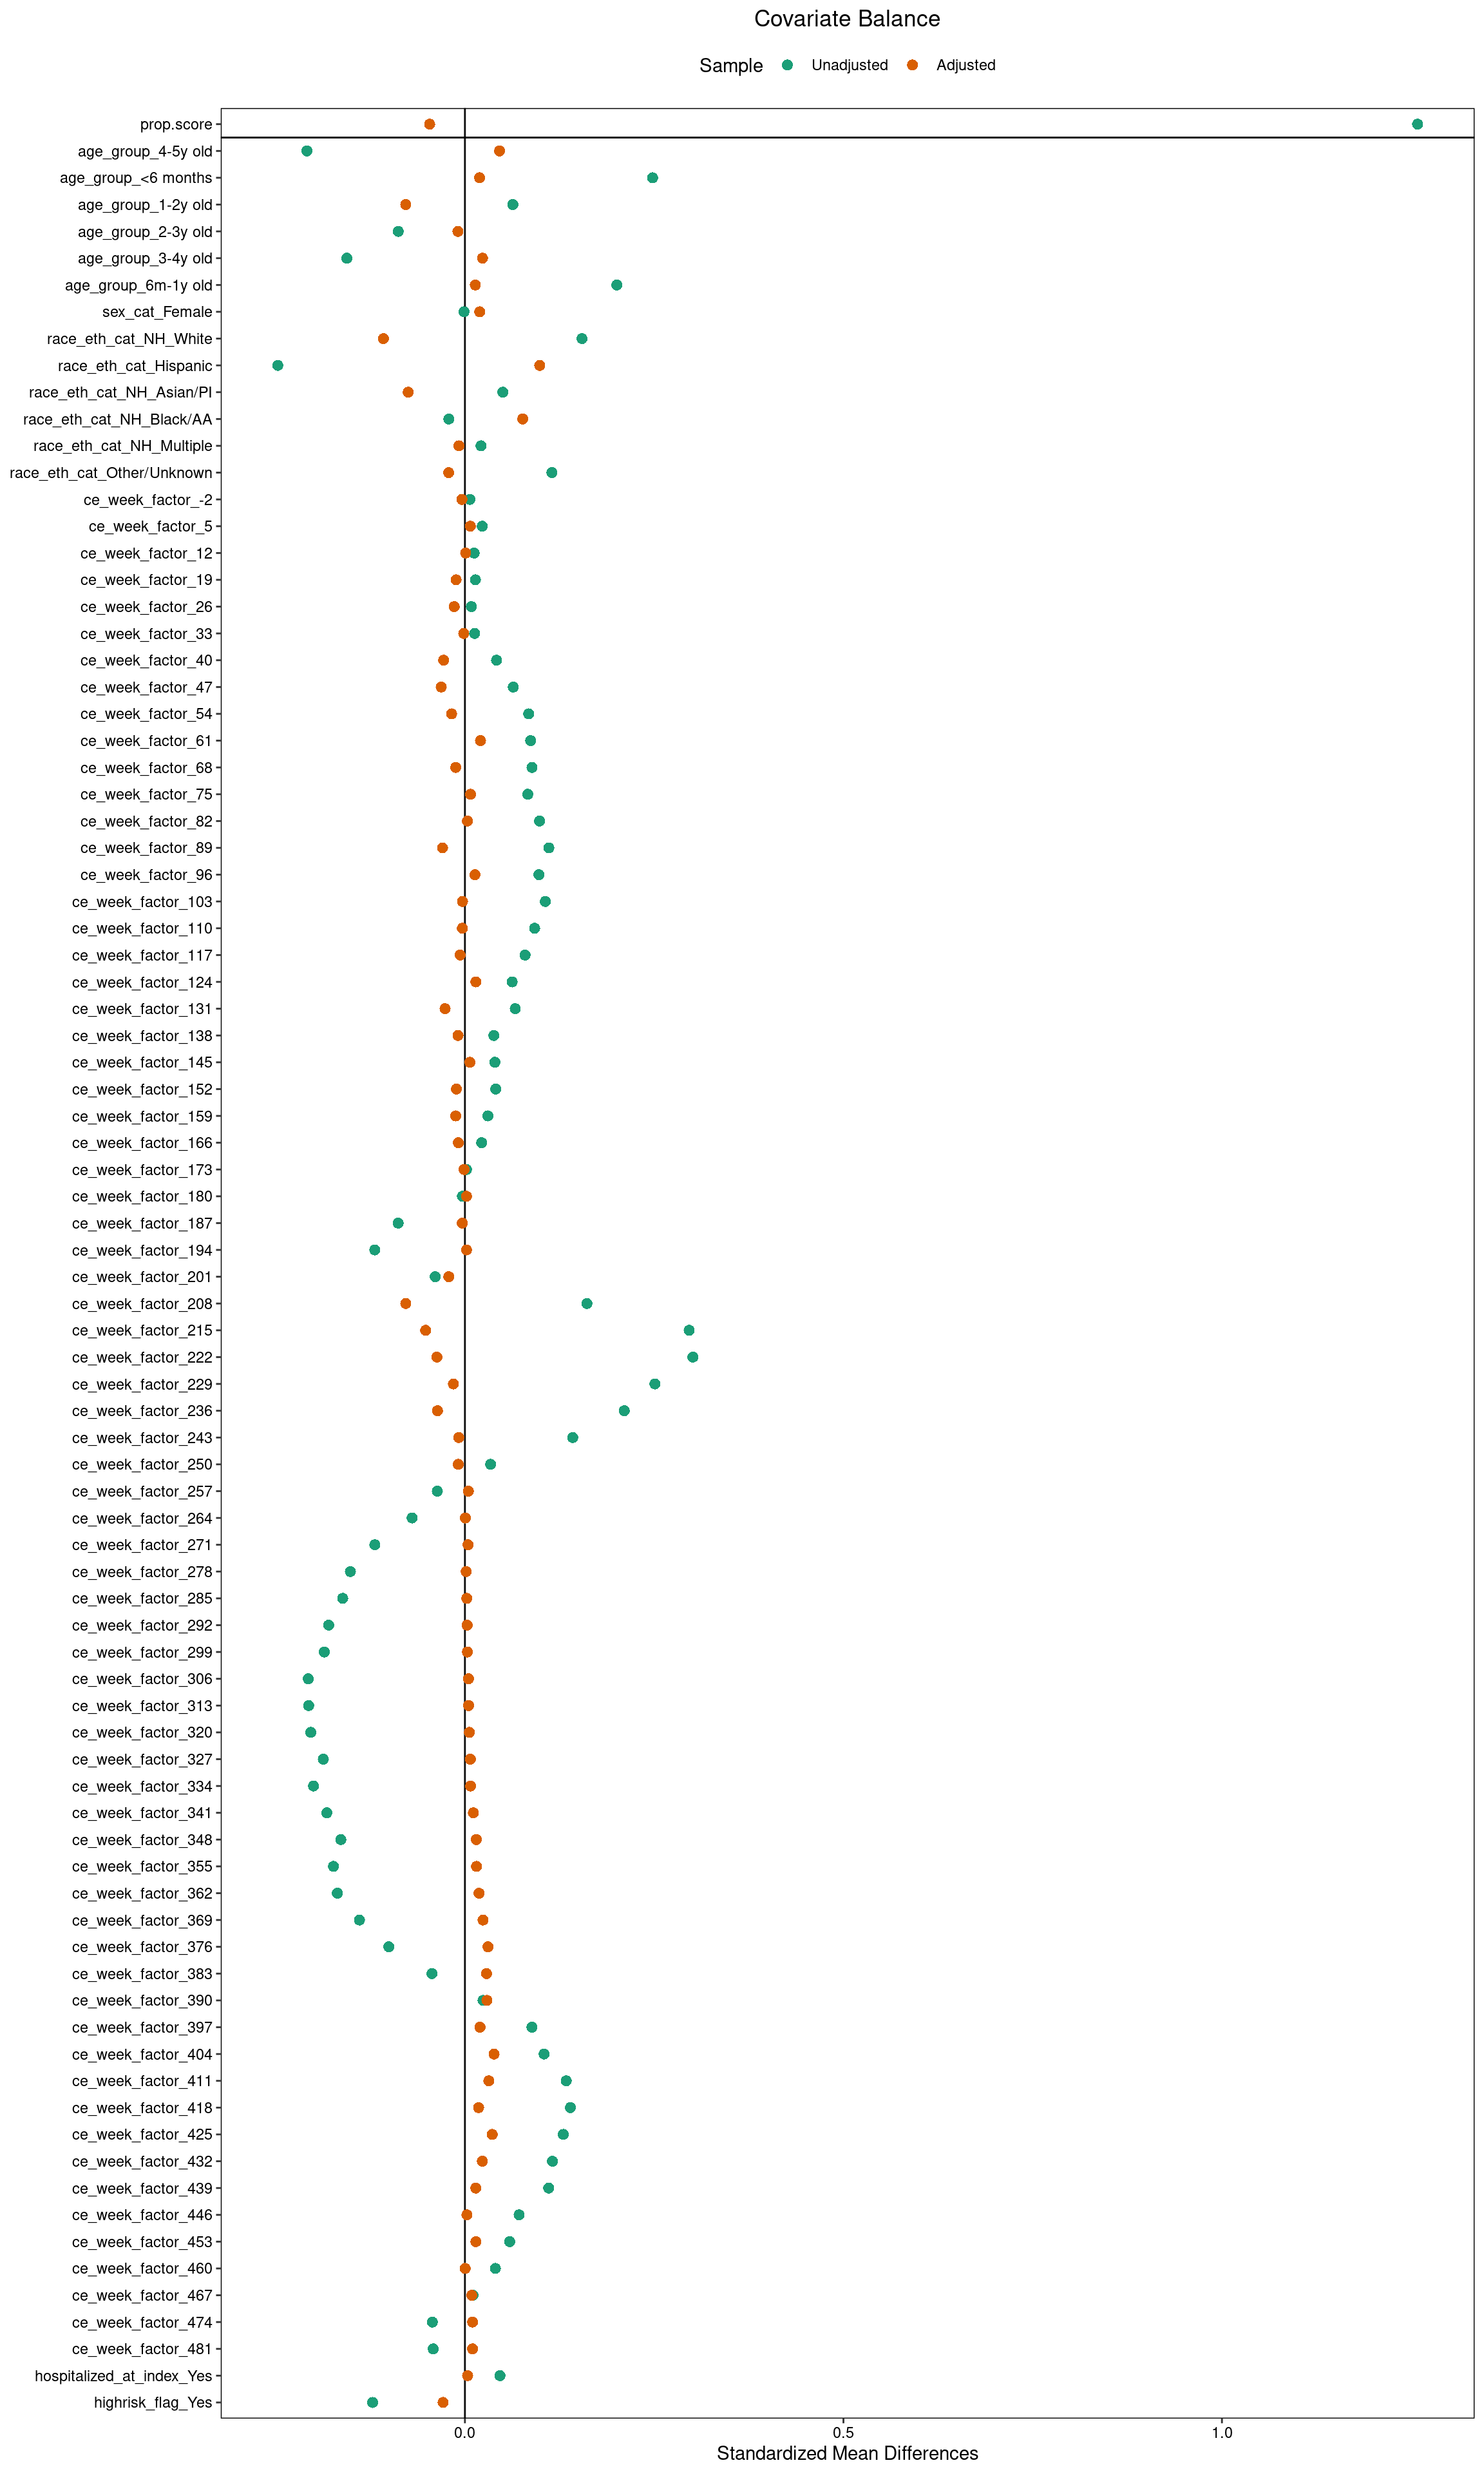 Covariate Balance
Sample Unadjusted Adjusted
prop.score
age_group_4-5y old
age_group_<6 months
age_group_1-2y old
age_group_2-3y old
age_group_3-4y old
age_group_6m-1y old
sex_cat_Female
race_eth_cat_NH_White
race_eth_cat_Hispanic
race_eth_cat_NH_Asian/PI
race_eth_cat_NH_Black/AA
race_eth_cat_NH_Multiple
race_eth_cat_Other/Unknown
ce_week_factor_-2
ce_week_factor_5
ce_week_factor_12
ce_week_factor_19
ce_week_factor_26
ce_week_factor_33
ce_week_factor_40
ce_week_factor_47
ce_week_factor_54
ce_week_factor_61
ce_week_factor_68
ce_week_factor_75
ce_week_factor_82
ce_week_factor_89
ce_week_factor_96
ce_week_factor_103
ce_week_factor_110
ce_week_factor_117
ce_week_factor_124
ce_week_factor_131
ce_week_factor_138
ce_week_factor_145
ce_week_factor_152
ce_week_factor_159
ce_week_factor_166
ce_week_factor_173
ce_week_factor_180
ce_week_factor_187
ce_week_factor_194
ce_week_factor_201
ce_week_factor_208
ce_week_factor_215
ce_week_factor_222
ce_week_factor_229
ce_week_factor_236
ce_week_factor_243
ce_week_factor_250
ce_week_factor_257
ce_week_factor_264
ce_week_factor_271
ce_week_factor_278
ce_week_factor_285
ce_week_factor_292
ce_week_factor_299
ce_week_factor_306
ce_week_factor_313
ce_week_factor_320
ce_week_factor_327
ce_week_factor_334
ce_week_factor_341
ce_week_factor_348
ce_week_factor_355
ce_week_factor_362
ce_week_factor_369
ce_week_factor_376
ce_week_factor_383
ce_week_factor_390
ce_week_factor_397
ce_week_factor_404
ce_week_factor_411
ce_week_factor_418
ce_week_factor_425
ce_week_factor_432
ce_week_factor_439
ce_week_factor_446
ce_week_factor_453
ce_week_factor_460
ce_week_factor_467
ce_week_factor_474
ce_week_factor_481
hospitalized_at_index_Yes
highrisk_flag_Yes
0.0 0.5 1.0
Standardized Mean Differences